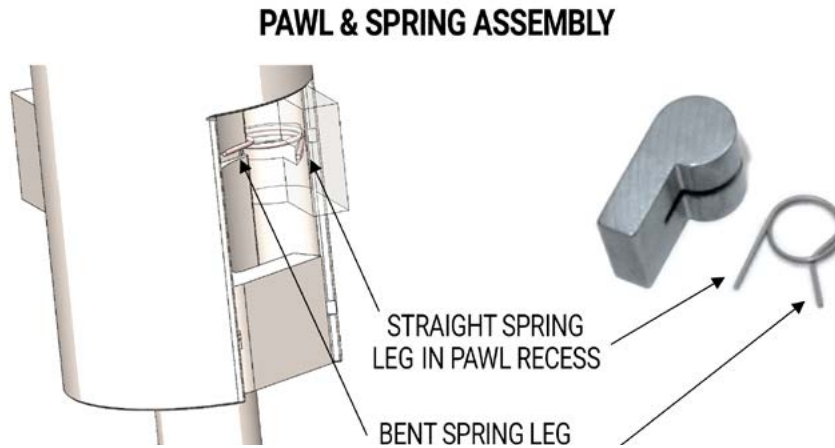 PAWL & SPRING ASSEMBLY
STRAIGHT SPRING
LEG IN PAWL RECESS
BENT SPRING LEG